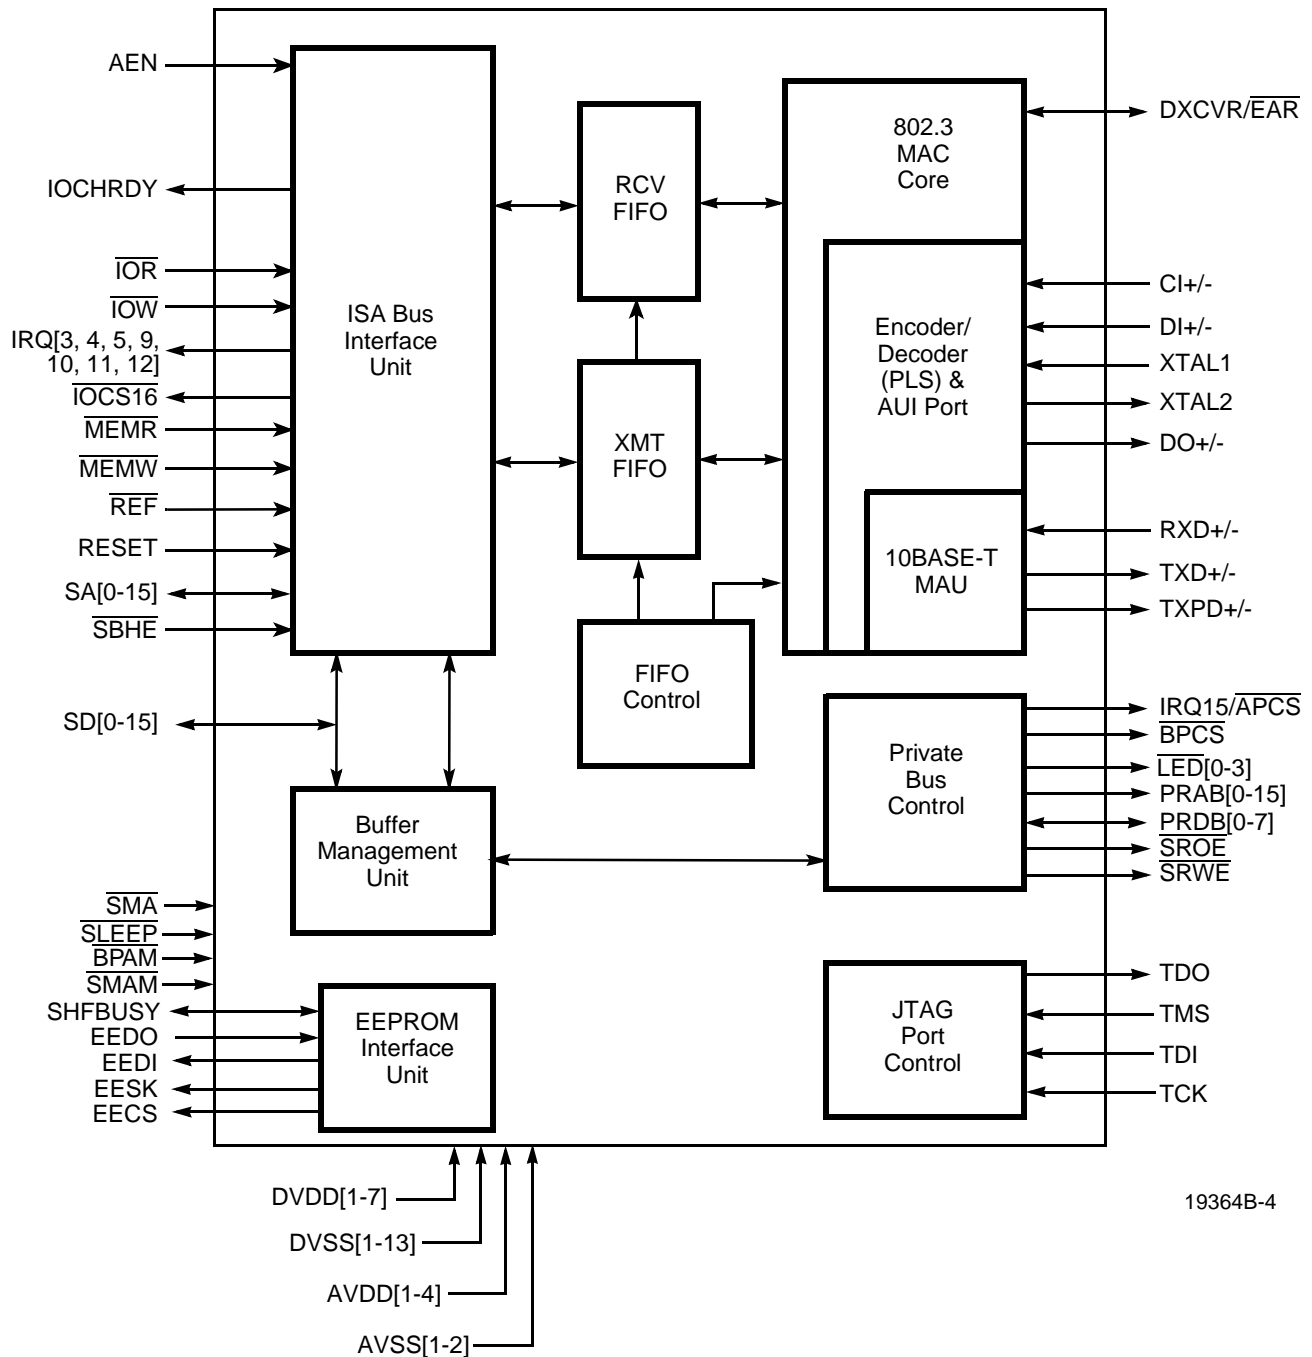 AEN
IOCHRDY
IOR
IOW
IRQ[3, 4, 5, 9,
10, 11, 12]
IOCS16
MEMR
MEMW
REF
RESET
SA[0-15]
SBHE
SD[0-15]
SMA
SLEEP
BPAM
SMAM
SHFBUSY
EEDO
EEDI
EESK
EECS
ISA Bus
Interface
Unit
Buffer
Management
Unit
EEPROM
Interface
Unit
RCV
FIFO
XMT
FIFO
FIFO
Control
802.3
MAC
Core
Encoder/
Decoder
(PLS) &
AUI Port
10BASE-T
MAU
Private
Bus
Control
JTAG
Port
Control
DXCVR/EAR
CI+/-
DI+/-
XTAL1
XTAL2
DO+/-
RXD+/-
TXD+/-
TXPD+/-
IRQ15/APCS
BPCS
LED[0-3]
PRAB[0-15]
PRDB[0-7]
SROE
SRWE
TDO
TMS
TDI
TCK
DVDD[1-7]
DVSS[1-13]
AVDD[1-4]
AVSS[1-2]
19364B-4